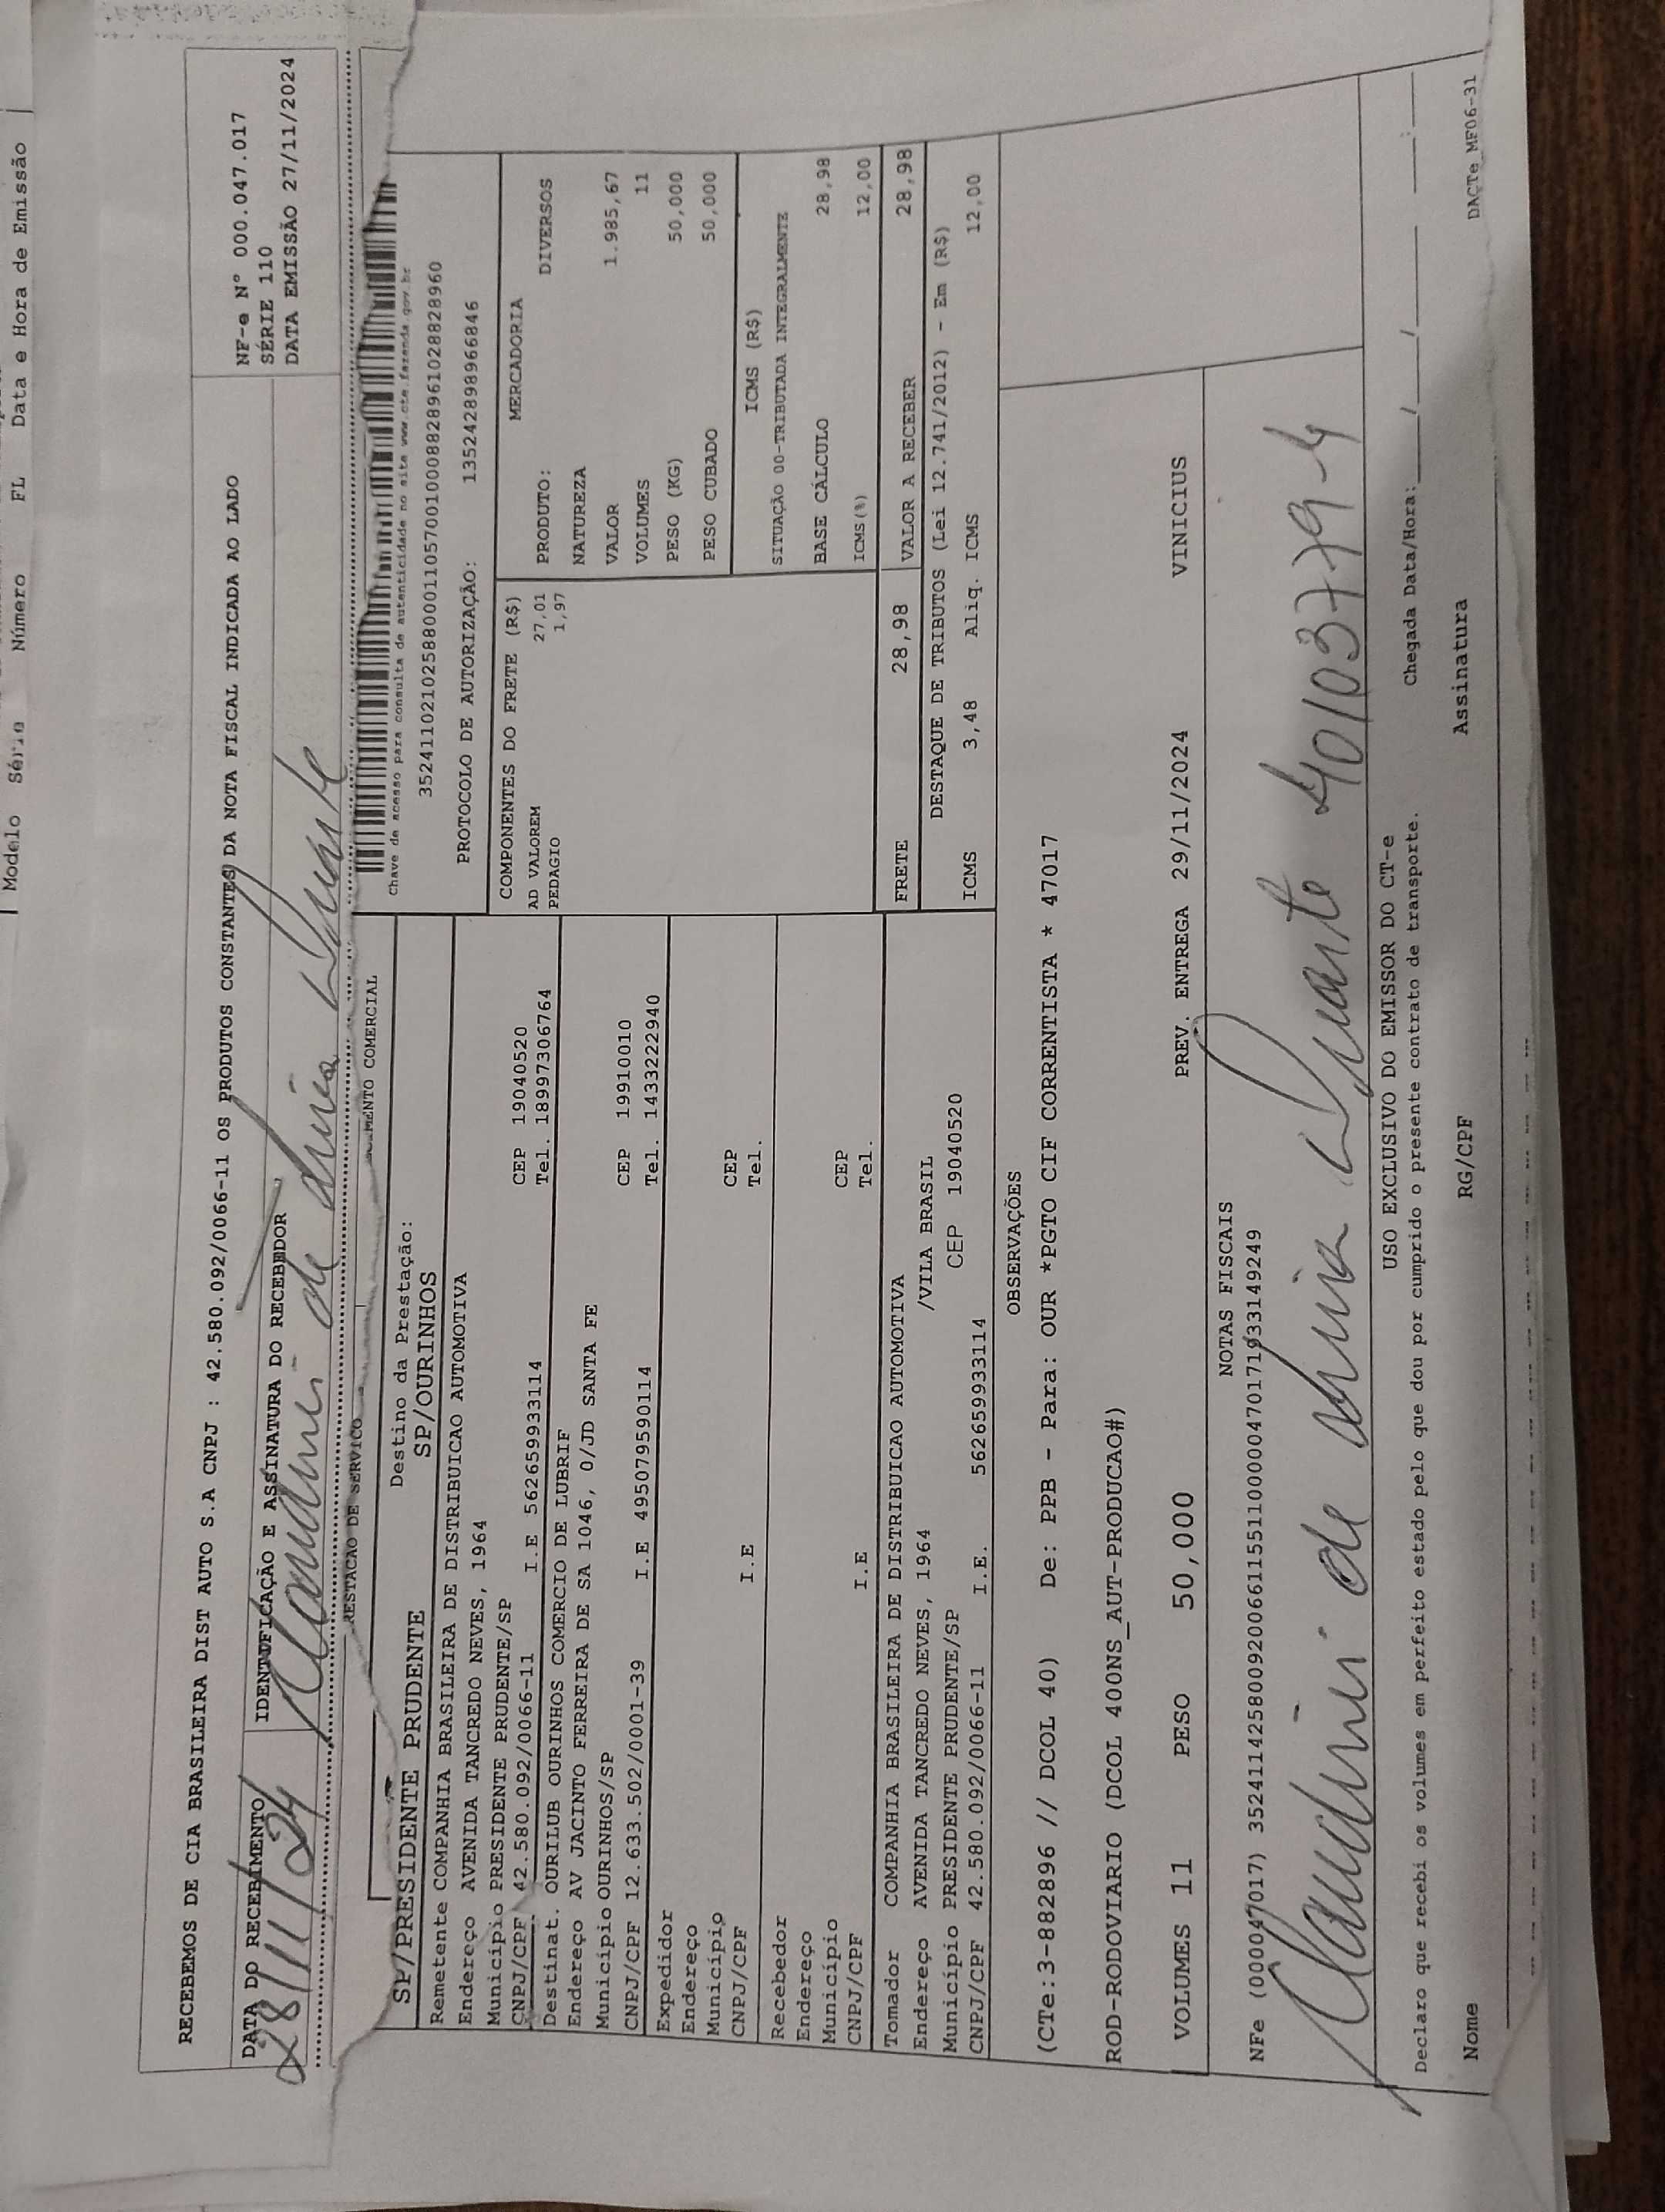 Modelo Série Número FL Data e Hora de Emissão
RECEBEMOS DE CIA BRASILEIRA DIST AUTO S.A CNPJ : 42.580.092/0066-11 OS PRODUTOS CONSTANTES DA NOTA FISCAL INDICADA AO LADO
NF-e N° 000.047.017
SÉRIE 110
DATA EMISSÃO 27/11/2024
DATA DO RECEBIMENTO
28/11/24
IDENTIFICAÇÃO E ASSINATURA DO RECEBEDOR
de Duarte
RESTACAO DE SERVICO
MENTO COMERCIAL
Chave de acesso para consulta de autenticidade no site www.cte.fazenda.gov.br
35241102102588000110570010008828961028828960
PROTOCOLO DE AUTORIZAÇÃO: 135242898966846
SP/PRESIDENTE PRUDENTE
Destino da Prestação:
SP/OURINHOS
Remetente COMPANHIA BRASILEIRA DE DISTRIBUICAO AUTOMOTIVA
Endereço AVENIDA TANCREDO NEVES, 1964
Município PRESIDENTE PRUDENTE/SP CEP 19040520
CNPJ/CPF 42.580.092/0066-11 I.E 562659933114 Tel. 18997306764
Destinat. OURILUB OURINHOS COMERCIO DE LUBRIF
Endereço AV JACINTO FERREIRA DE SA 1046, 0/JD SANTA FE
Município OURINHOS/SP CEP 19910010
CNPJ/CPF 12.633.502/0001-39 I.E 495079590114 Tel. 1433222940
Expedidor
Endereço
Município CEP
CNPJ/CPF I.E Tel.
Recebedor
Endereço
Município CEP
CNPJ/CPF I.E Tel.
Tomador COMPANHIA BRASILEIRA DE DISTRIBUICAO AUTOMOTIVA
Endereço AVENIDA TANCREDO NEVES, 1964 /VILA BRASIL
Município PRESIDENTE PRUDENTE/SP CEP 19040520
CNPJ/CPF 42.580.092/0066-11 I.E. 562659933114
COMPONENTES DO FRETE (R$)
AD VALOREM 27,01
PEDAGIO 1,97
MERCADORIA
PRODUTO: DIVERSOS
NATUREZA
VALOR 1.985,67
VOLUMES 11
PESO (KG) 50,000
PESO CUBADO 50,000
ICMS (R$)
SITUAÇÃO 00-TRIBUTADA INTEGRALMENTE
BASE CÁLCULO 28,98
ICMS(%) 12,00
FRETE 28,98 VALOR A RECEBER 28,98
DESTAQUE DE TRIBUTOS (Lei 12.741/2012) - Em (R$)
ICMS 3,48 Aliq. ICMS 12,00
OBSERVAÇÕES
(CTe:3-882896 // DCOL 40) De: PPB - Para: OUR *PGTO CIF CORRENTISTA * 47017
ROD-RODOVIARIO (DCOL 400NS_AUT-PRODUCAO#)
VOLUMES 11 PESO 50,000 PREV. ENTREGA 29/11/2024 VINICIUS
NOTAS FISCAIS
NFe (000047017) 35241142580092006611551100000470171933149249
de Duarte 40103779-4
USO EXCLUSIVO DO EMISSOR DO CT-e
Declaro que recebi os volumes em perfeito estado pelo que dou por cumprido o presente contrato de transporte. Chegada Data/Hora:____/____/____ ____:____
Nome RG/CPF Assinatura DACTe_MF06-31